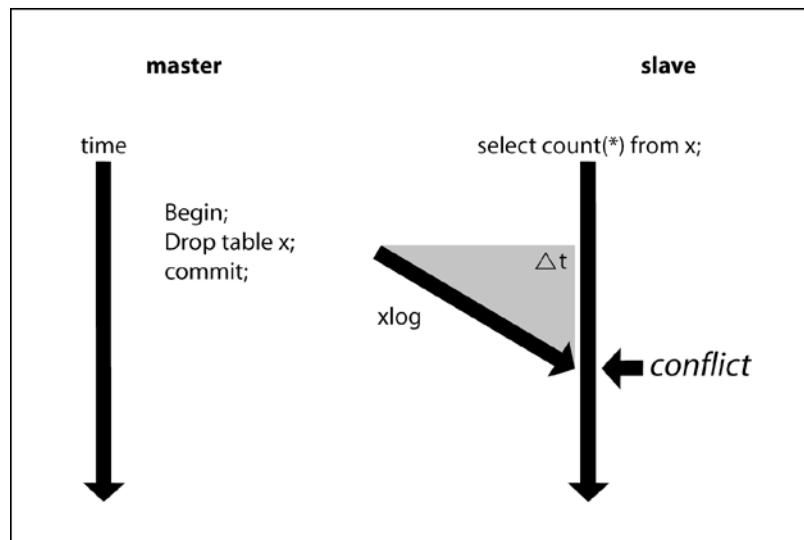 master
slave
time
select count(*) from x;
Begin;
Drop table x;
commit;
△t
xlog
conflict